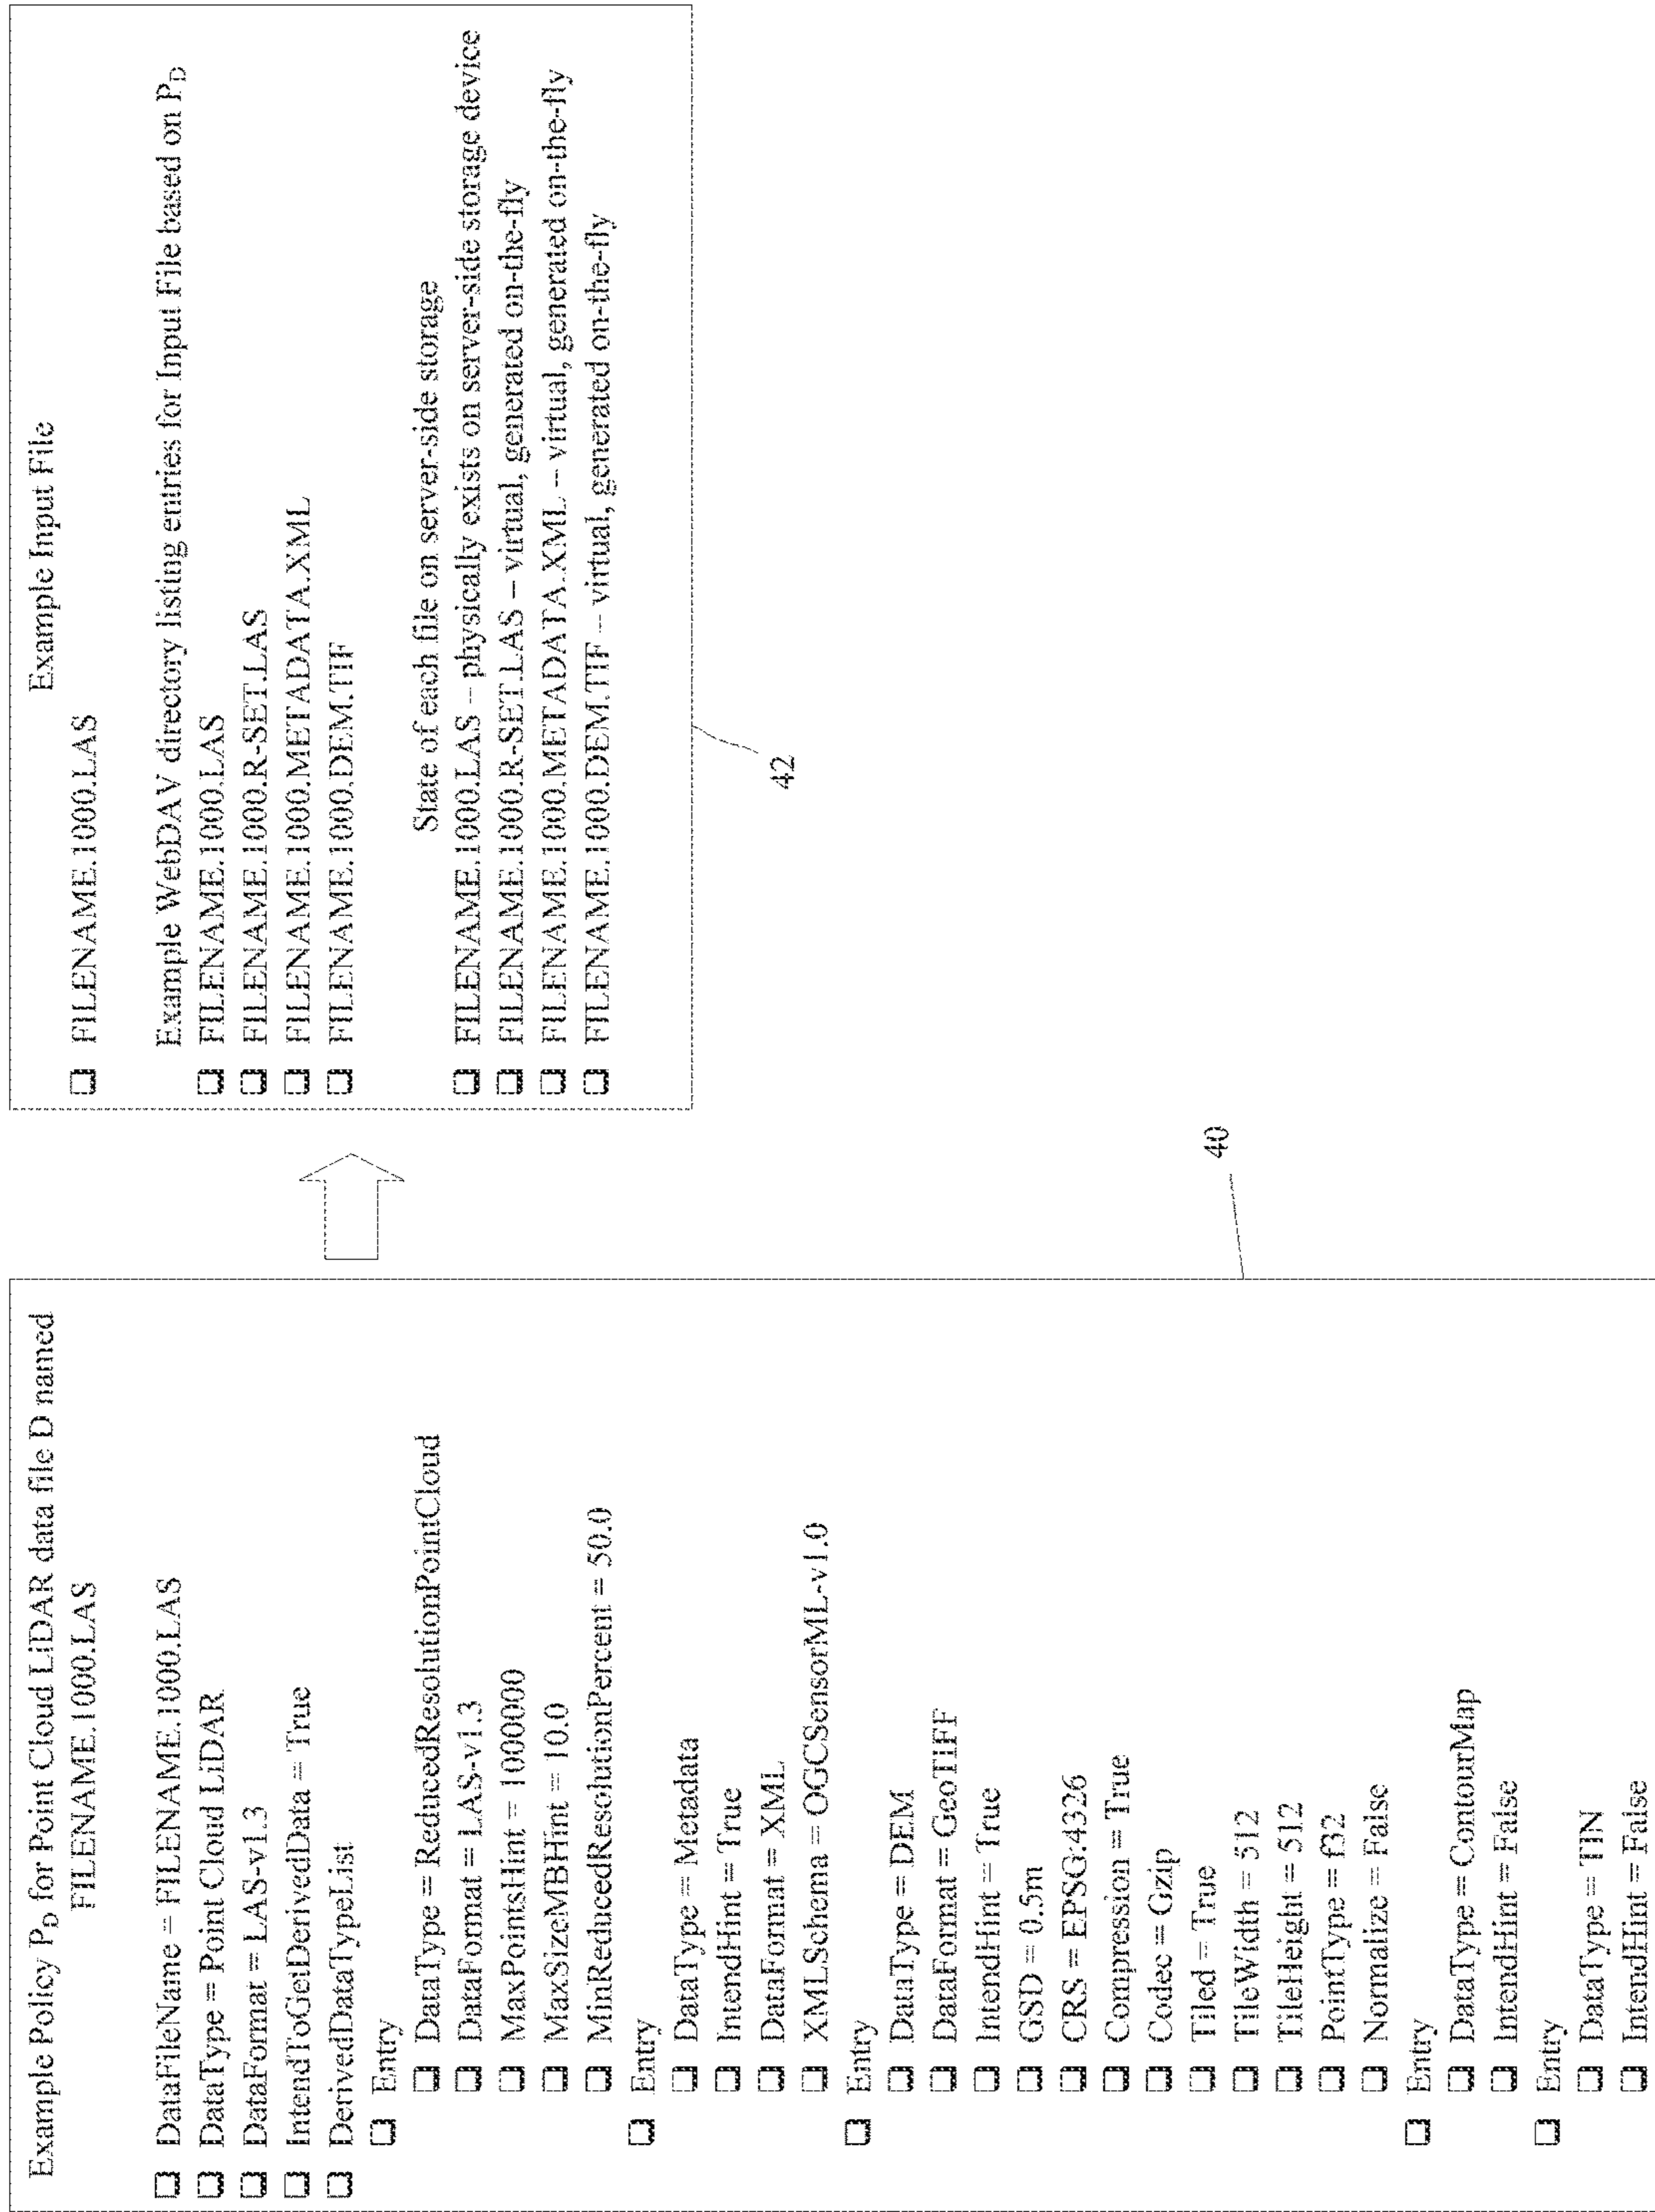 Example Policy P_D for Point Cloud LiDAR data file D named
FILENAME.1000.LAS
❑ DataFileName = FILENAME.1000.LAS
❑ DataType = Point Cloud LiDAR
❑ DataFormat = LAS-v1.3
❑ IntendToGetDerivedData = True
❑ DerivedDataTypeList
❑ Entry
❑ DataType = ReducedResolutionPointCloud
❑ DataFormat = LAS-v1.3
❑ MaxPointsHint = 1000000
❑ MaxSizeMBHint = 10.0
❑ MinReducedResolutionPercent = 50.0
❑ Entry
❑ DataType = Metadata
❑ IntendHint = True
❑ DataFormat = XML
❑ XMLSchema = OGCSensorML-v1.0
❑ Entry
❑ DataType = DEM
❑ DataFormat = GeoTIFF
❑ IntendHint = True
❑ GSD = 0.5m
❑ CRS = EPSG:4326
❑ Compression = True
❑ Codec = Gzip
❑ Tiled = True
❑ TileWidth = 512
❑ TileHeight = 512
❑ PointType = f32
❑ Normalize = False
❑ Entry
❑ DataType = ContourMap
❑ IntendHint = False
❑ Entry
❑ DataType = TIN
❑ IntendHint = False
40
Example Input File
❑ FILENAME.1000.LAS
Example WebDAV directory listing entries for Input File based on P_D
❑ FILENAME.1000.LAS
❑ FILENAME.1000.R-SET.LAS
❑ FILENAME.1000.METADATA.XML
❑ FILENAME.1000.DEM.TIF
State of each file on server-side storage
❑ FILENAME.1000.LAS – physically exists on server-side storage device
❑ FILENAME.1000.R-SET.LAS – virtual, generated on-the-fly
❑ FILENAME.1000.METADATA.XML – virtual, generated on-the-fly
❑ FILENAME.1000.DEM.TIF – virtual, generated on-the-fly
42